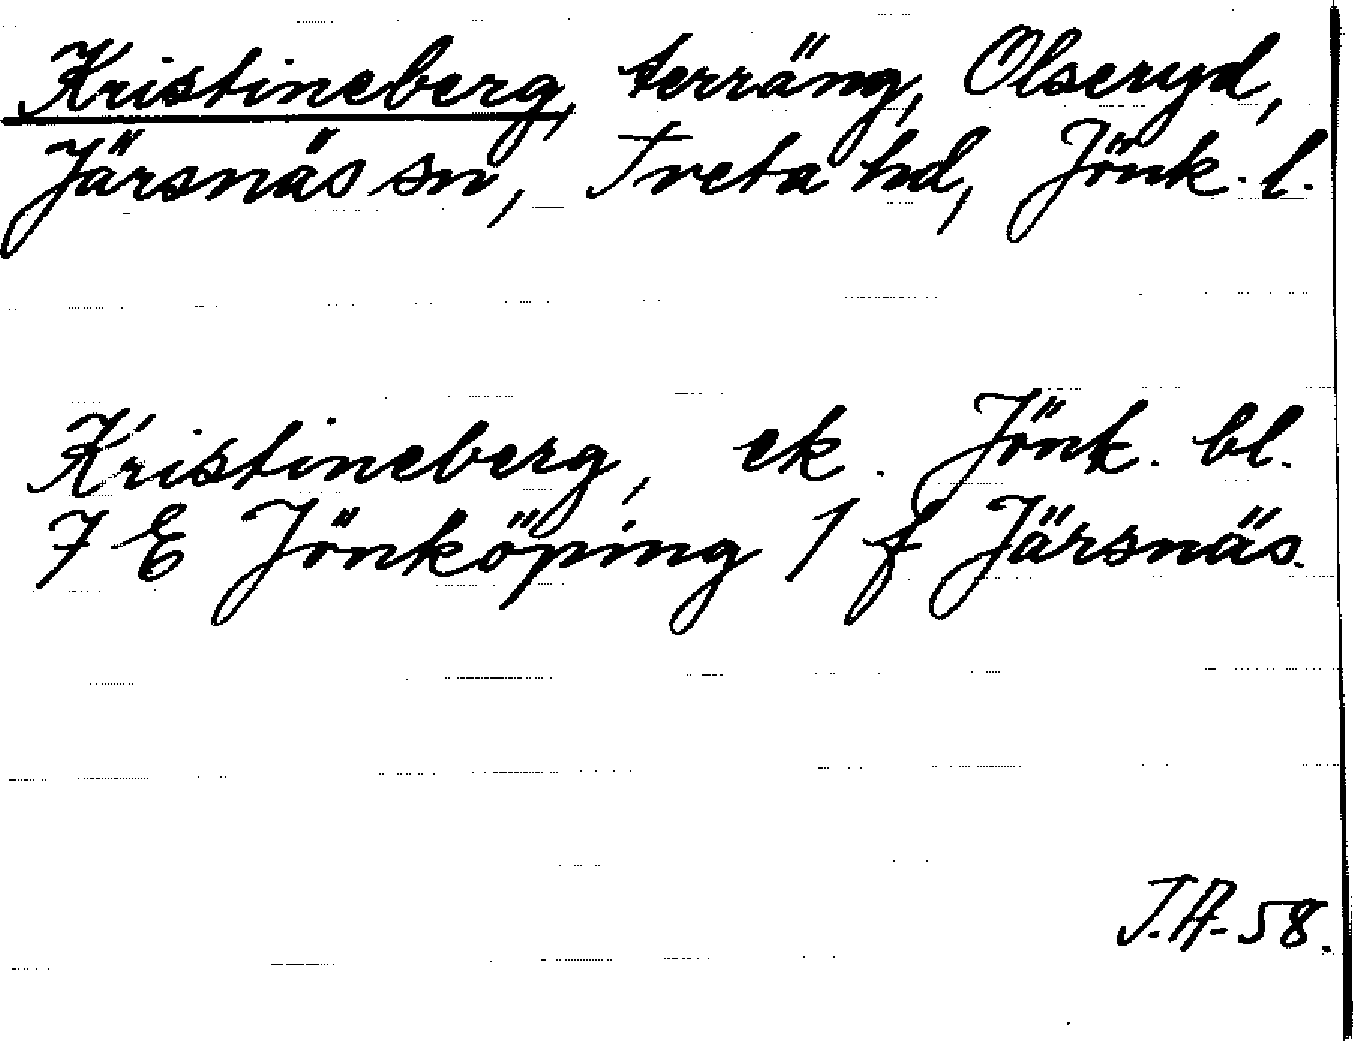 Kristineberg, terräng, Olseryd,
Järsnäs sn, Tveta hd, Jönk. l.
Kristineberg, ek. Jönk. bl.
7 E Jönköping 1 f Järsnäs.
T.A-58.